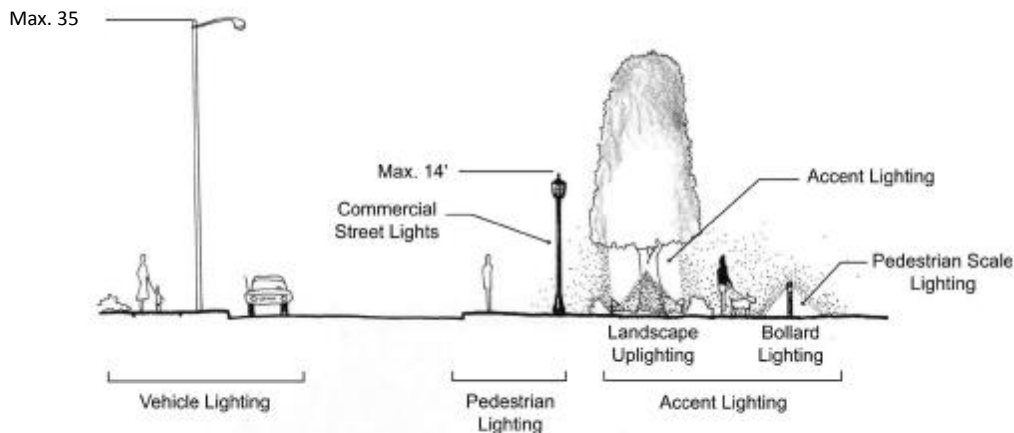 Max. 35
Max. 14'
Commercial
Street Lights
Accent Lighting
Pedestrian Scale
Lighting
Landscape
Uplighting
Bollard
Lighting
Vehicle Lighting
Pedestrian
Lighting
Accent Lighting